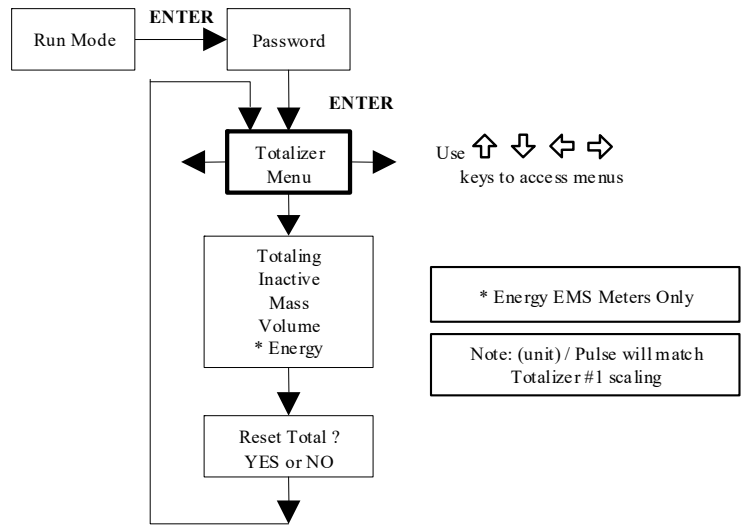 ENTER
Run Mode
Password
ENTER
Totalizer
Menu
Use
keys to access menus
Totaling
Inactive
Mass
Volume
* Energy
* Energy EMS Meters Only
Note: (unit) / Pulse will match
Totalizer #1 scaling
Reset Total ?
YES or NO